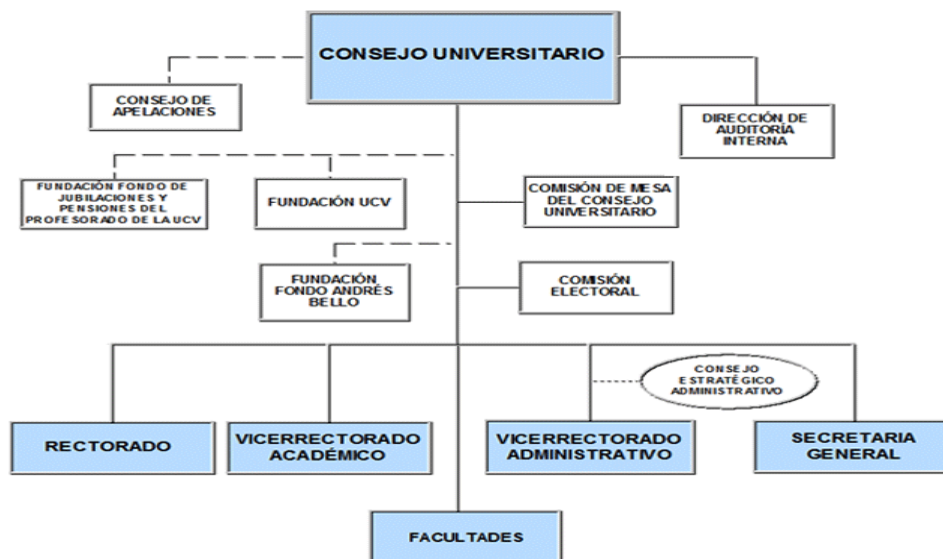 CONSEJO UNIVERSITARIO
CONSEJO DE
APELACIONES
DIRECCIÓN DE
AUDITORÍA
INTERNA
FUNDACIÓN FONDO DE
JUBILACIONES Y
PENSIONES DEL
PROFESORADO DE LA UCV
FUNDACIÓN UCV
COMISIÓN DE MESA
DEL CONSEJO
UNIVERSITARIO
FUNDACIÓN
FONDO ANDRÉS
BELLO
COMISIÓN
ELECTORAL
CONSEJO
ESTRATÉGICO
ADMINISTRATIVO
RECTORADO
VICERRECTORADO
ACADÉMICO
VICERRECTORADO
ADMINISTRATIVO
SECRETARIA
GENERAL
FACULTADES